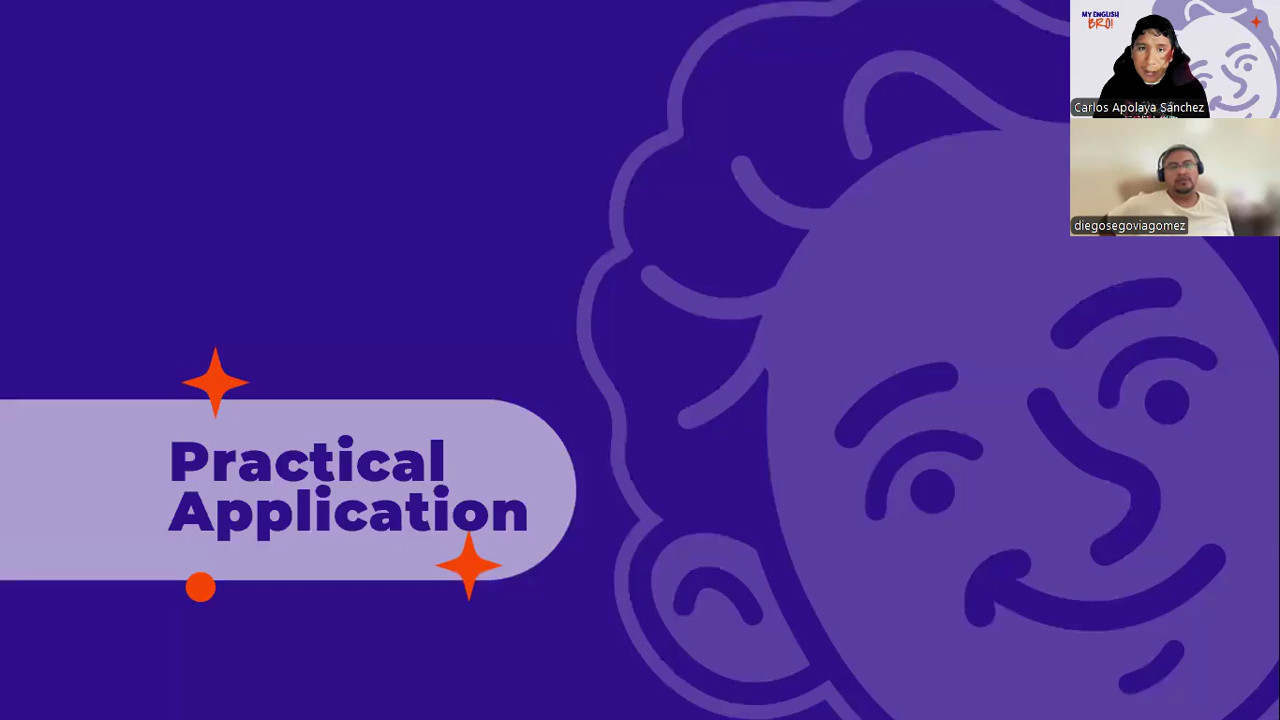 MY ENGLISH
BRO!
Carlos Apolaya Sánchez
diegosegoviagomez
Practical
Application